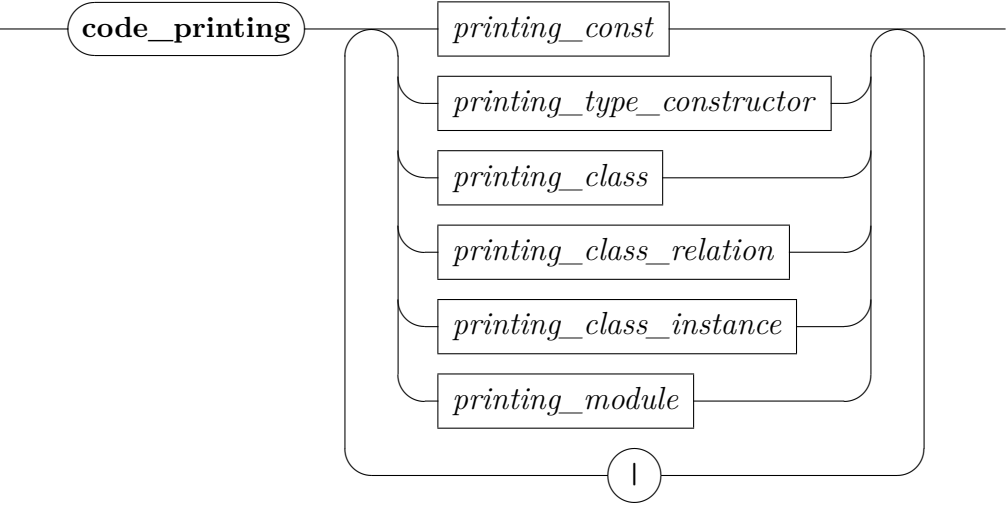 code_printing printing_const
printing_type_constructor
printing_class
printing_class_relation
printing_class_instance
printing_module
|